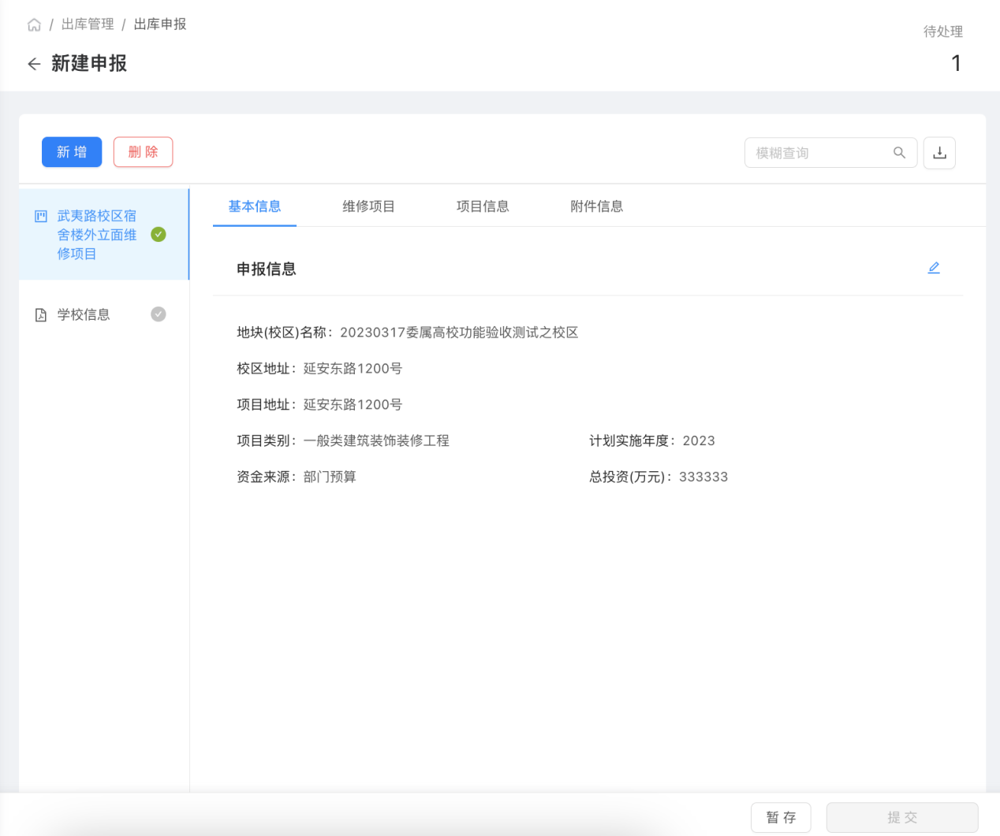 / 出库管理 / 出库申报
待处理
新建申报
1
新增 删除
模糊查询
武夷路校区宿
舍楼外立面维
修项目
学校信息
基本信息 维修项目 项目信息 附件信息
申报信息
地块(校区)名称：20230317委属高校功能验收测试之校区
校区地址：延安东路1200号
项目地址：延安东路1200号
项目类别：一般类建筑装饰装修工程 计划实施年度：2023
资金来源：部门预算 总投资(万元)：333333
暂存 提交